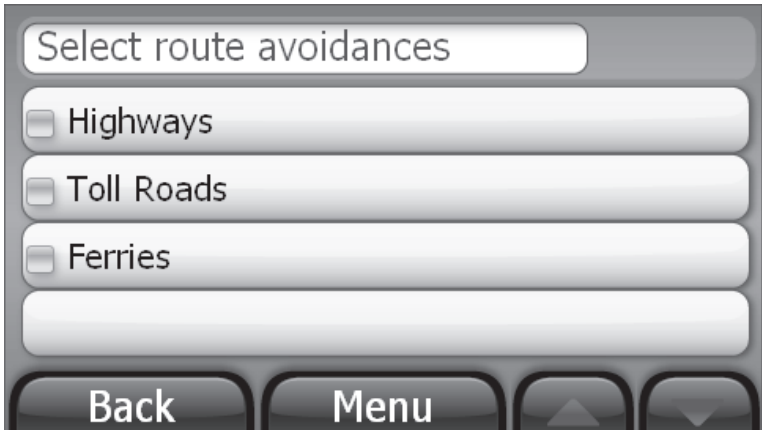 Select route avoidances
Highways
Toll Roads
Ferries
Back Menu